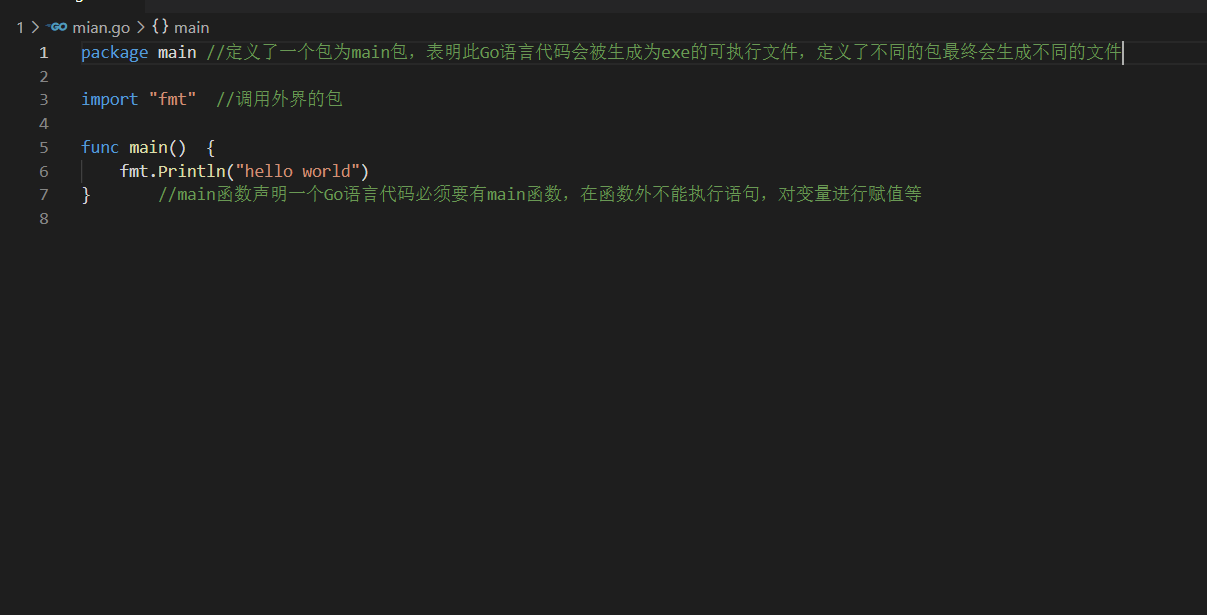 1 > GO mian.go > {} main
1 package main //定义了一个包为main包，表明此Go语言代码会被生成为exe的可执行文件，定义了不同的包最终会生成不同的文件
2
3 import "fmt"  //调用外界的包
4
5 func main()  {
6     fmt.Println("hello world")
7 }       //main函数声明一个Go语言代码必须要有main函数，在函数外不能执行语句，对变量进行赋值等
8